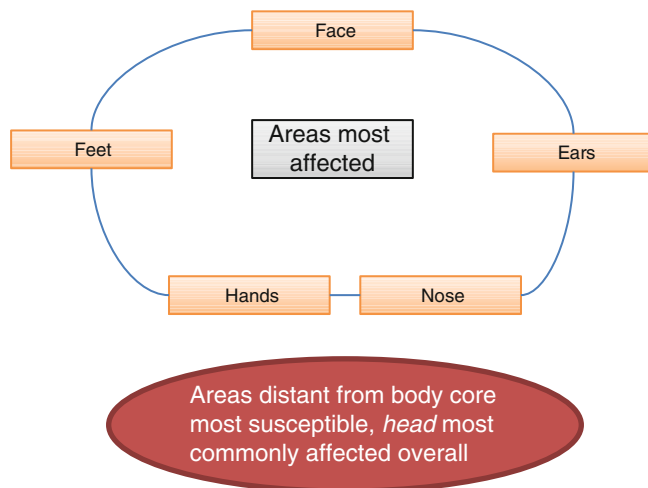 Face
Feet
Areas most
affected
Ears
Hands
Nose
Areas distant from body core
most susceptible, head most
commonly affected overall